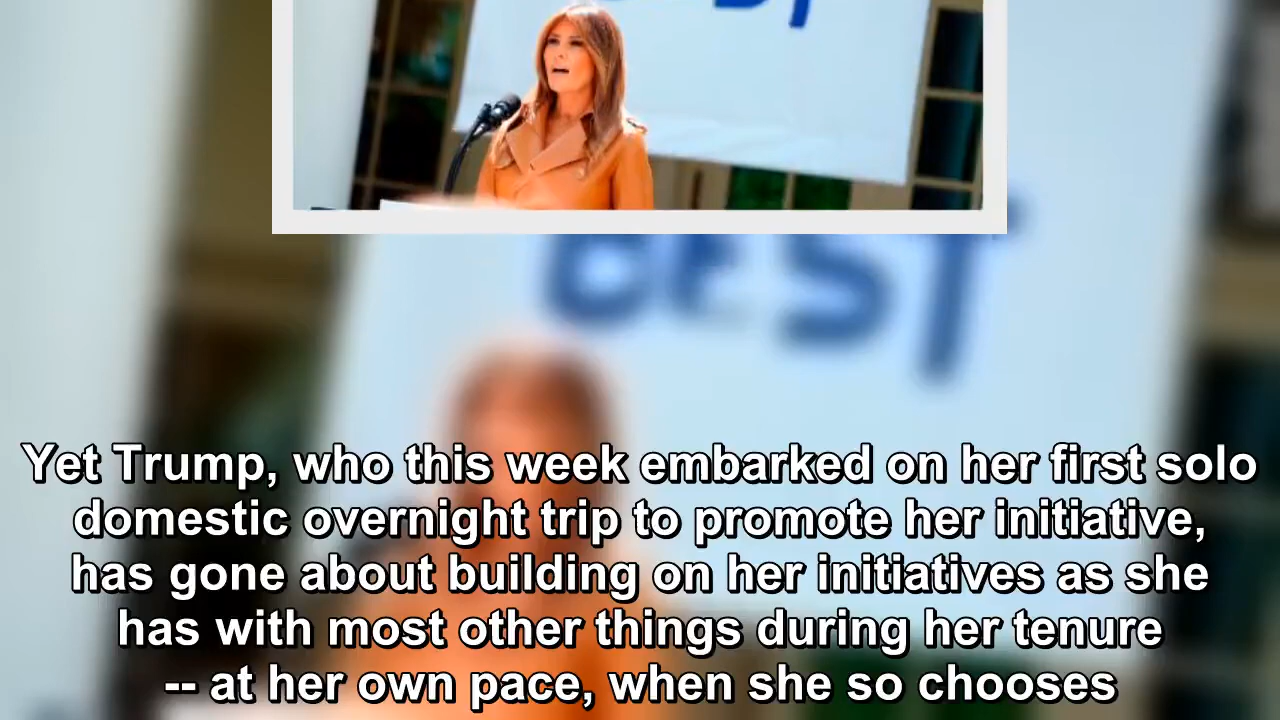 BEST
Yet Trump, who this week embarked on her first solo
domestic overnight trip to promote her initiative,
has gone about building on her initiatives as she
has with most other things during her tenure
-- at her own pace, when she so chooses